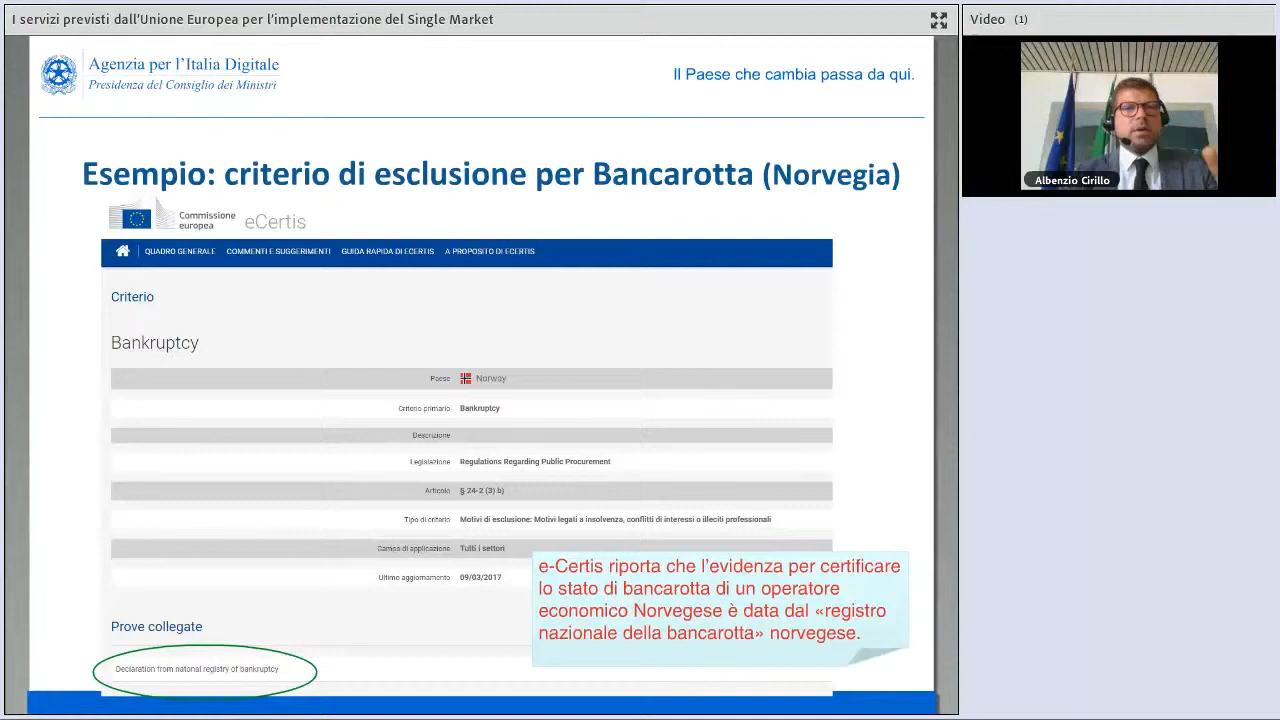 I servizi previsti dall'Unione Europea per l'implementazione del Single Market
Video (1)
Agenzia per l'Italia Digitale
Presidenza del Consiglio dei Ministri
Il Paese che cambia passa da qui.
Albenzio Cirillo
Esempio: criterio di esclusione per Bancarotta (Norvegia)
Commissione
europea
eCertis
QUADRO GENERALE COMMENTI E SUGGERIMENTI GUIDA RAPIDA DI ECERTIS A PROPOSITO DI ECERTIS
Criterio
Bankruptcy
Paese Norway
Criterio primario Bankruptcy
Descrizione
Legislazione Regulations Regarding Public Procurement
Articolo § 24-2 (3) b)
Tipo di criterio Motivi di esclusione: Motivi legati a insolvenza, conflitti di interessi o illeciti professionali
Campo di applicazione Tutti i settori
Ultimo aggiornamento 09/03/2017
e-Certis riporta che l'evidenza per certificare
lo stato di bancarotta di un operatore
economico Norvegese è data dal «registro
nazionale della bancarotta» norvegese.
Prove collegate
Declaration from natonal registry of bankruptcy